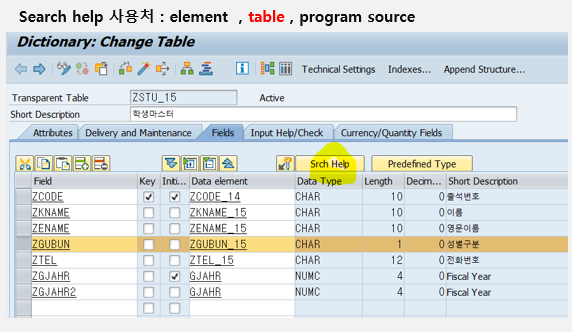 Search help 사용처 : element , table , program source
Dictionary: Change Table
Technical Settings Indexes... Append Structure...
Transparent Table ZSTU_15 Active
Short Description 학생마스터
Attributes Delivery and Maintenance Fields Input Help/Check Currency/Quantity Fields
Srch Help Predefined Type
Field Key Initi... Data element Data Type Length Decim... Short Description
ZCODE ZCODE_14 CHAR 10 0 출석번호
ZKNAME ZKNAME_15 CHAR 10 0 이름
ZENAME ZENAME_15 CHAR 10 0 영문이름
ZGUBUN ZGUBUN_15 CHAR 1 0 성별구분
ZTEL ZTEL_15 CHAR 12 0 전화번호
ZGJAHR GJAHR NUMC 4 0 Fiscal Year
ZGJAHR2 GJAHR NUMC 4 0 Fiscal Year